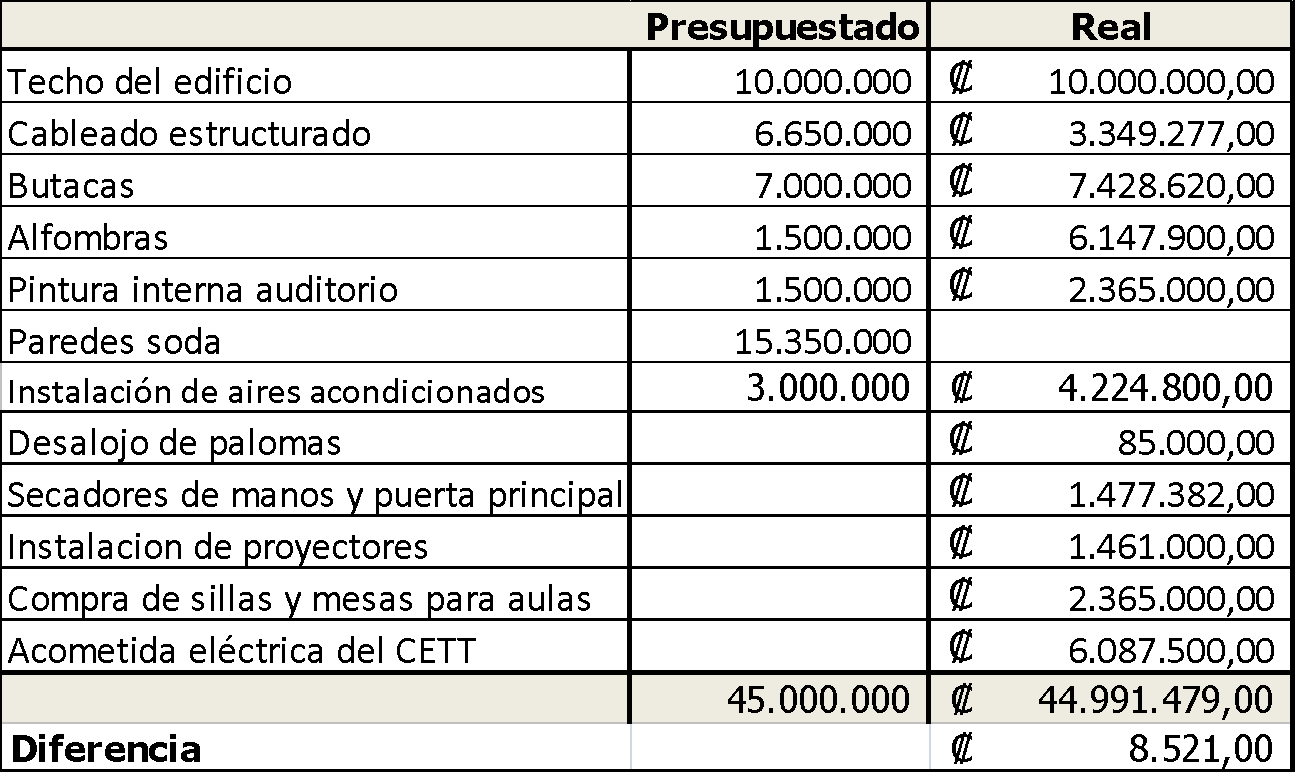 Presupuestado Real
Techo del edificio 10.000.000 ₡ 10.000.000,00
Cableado estructurado 6.650.000 ₡ 3.349.277,00
Butacas 7.000.000 ₡ 7.428.620,00
Alfombras 1.500.000 ₡ 6.147.900,00
Pintura interna auditorio 1.500.000 ₡ 2.365.000,00
Paredes soda 15.350.000
Instalación de aires acondicionados 3.000.000 ₡ 4.224.800,00
Desalojo de palomas ₡ 85.000,00
Secadores de manos y puerta principal ₡ 1.477.382,00
Instalacion de proyectores ₡ 1.461.000,00
Compra de sillas y mesas para aulas ₡ 2.365.000,00
Acometida eléctrica del CETT ₡ 6.087.500,00
45.000.000 ₡ 44.991.479,00
Diferencia ₡ 8.521,00